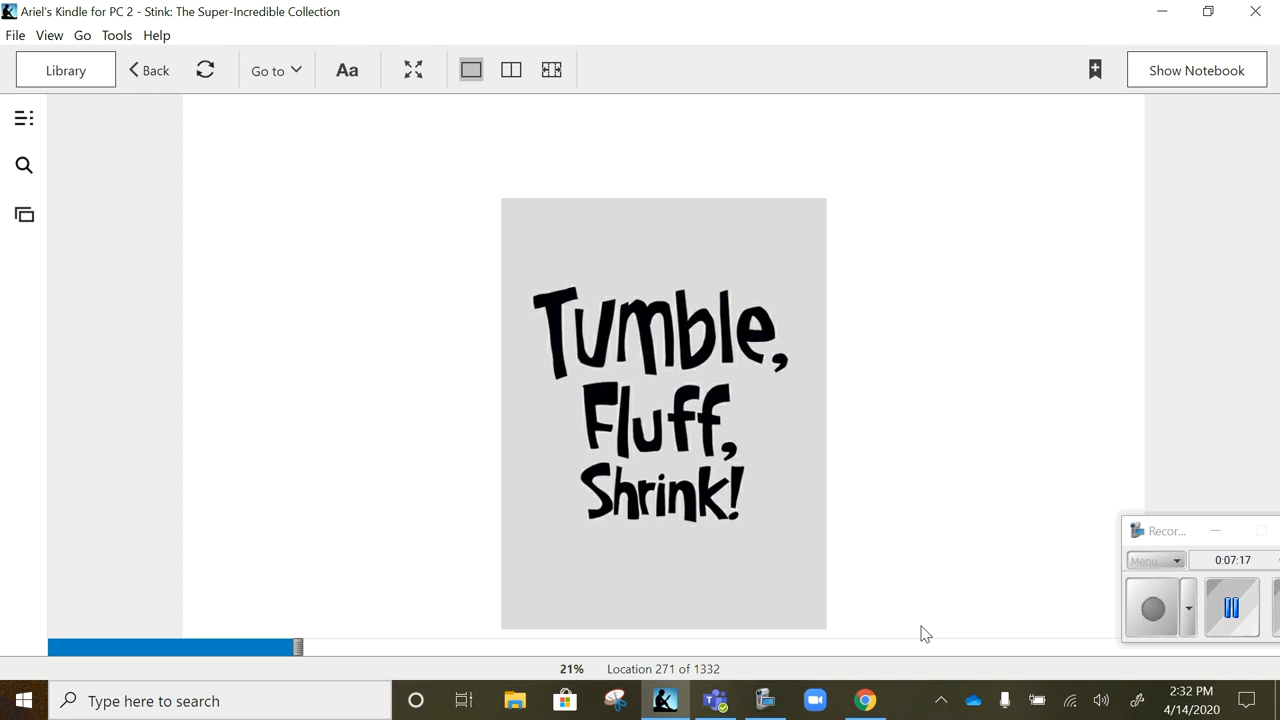 Ariel's Kindle for PC 2 - Stink: The Super-Incredible Collection
File View Go Tools Help
Library Back Go to Aa Show Notebook
Tumble,
Fluff,
Shrink!
Recor...
Menu 0:07:17
21% Location 271 of 1332
Type here to search
2:32 PM
4/14/2020